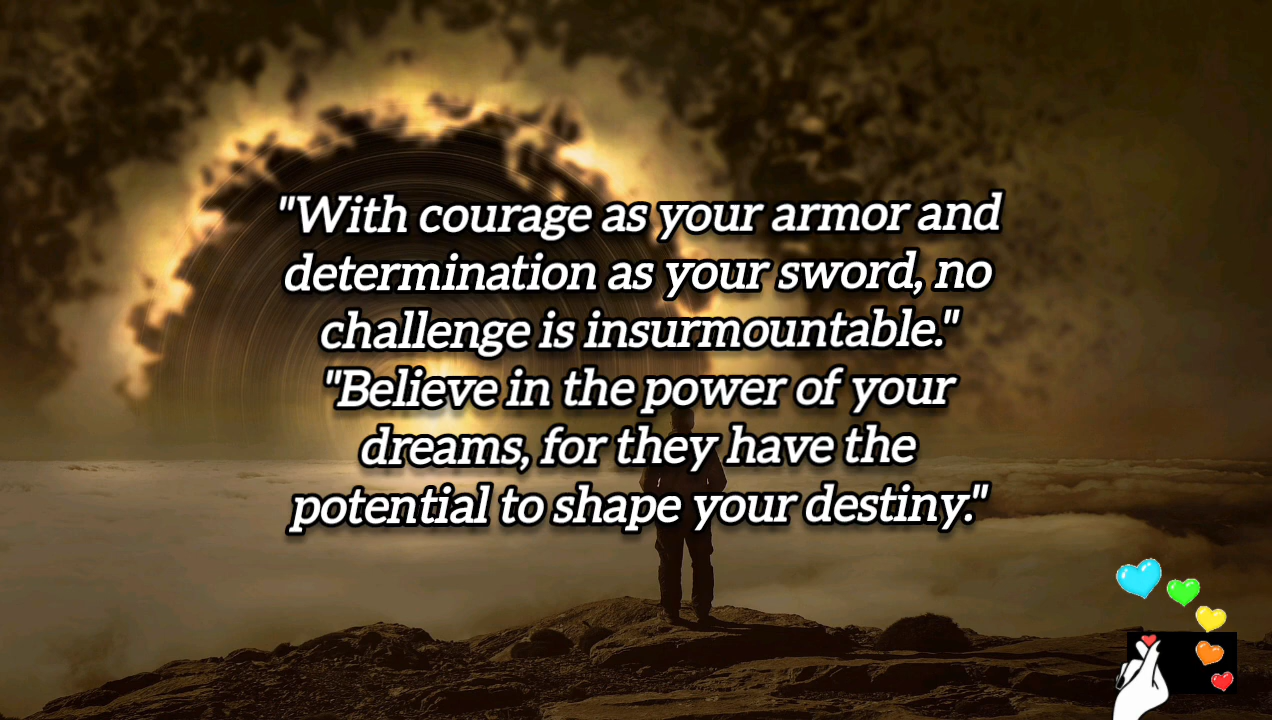 "With courage as your armor and
determination as your sword, no
challenge is insurmountable."
"Believe in the power of your
dreams, for they have the
potential to shape your destiny."